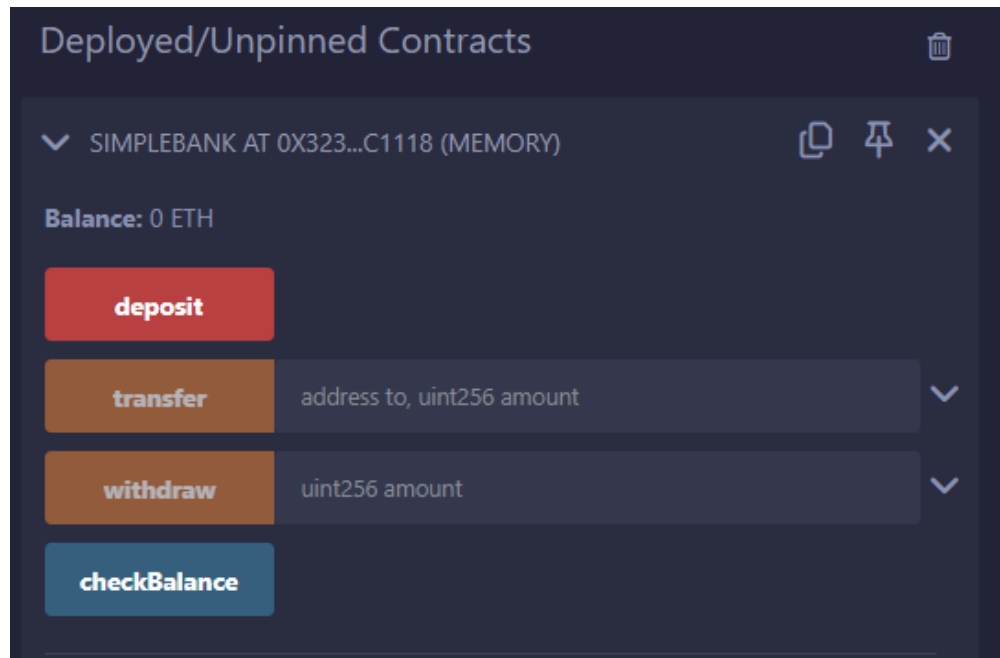 Deployed/Unpinned Contracts
SIMPLEBANK AT 0X323...C1118 (MEMORY)
Balance: 0 ETH
deposit
transfer address to, uint256 amount
withdraw uint256 amount
checkBalance